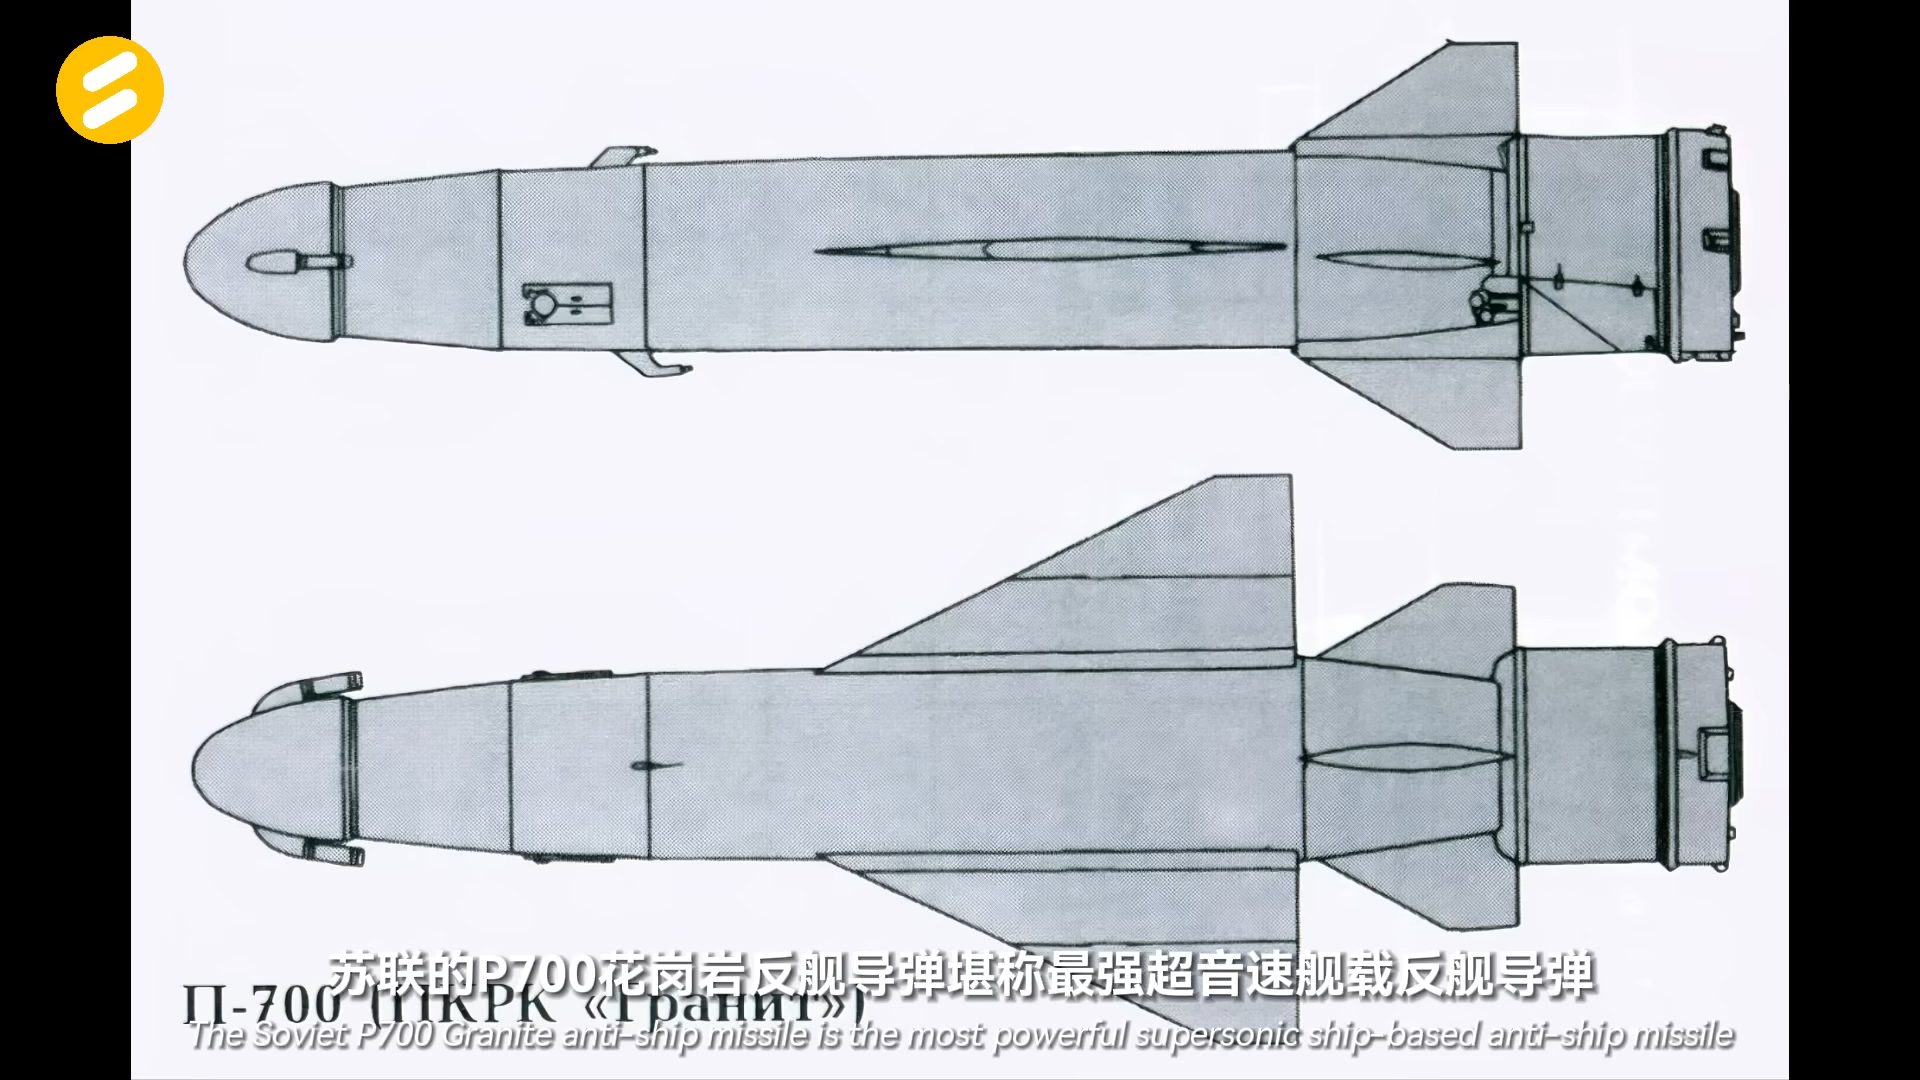 苏联的P700花岗岩反舰导弹堪称最强超音速舰载反舰导弹
П-700 (ПКРК «Гранит»)
The Soviet P700 Granite anti-ship missile is the most powerful supersonic ship-based anti-ship missile